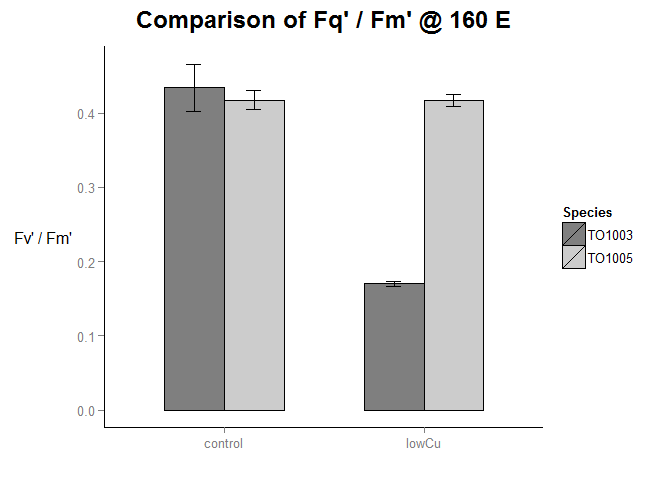 Comparison of Fq' / Fm' @ 160 E
0.4
0.3
0.2
0.1
0.0
Fv' / Fm'
control
lowCu
Species
TO1003
TO1005